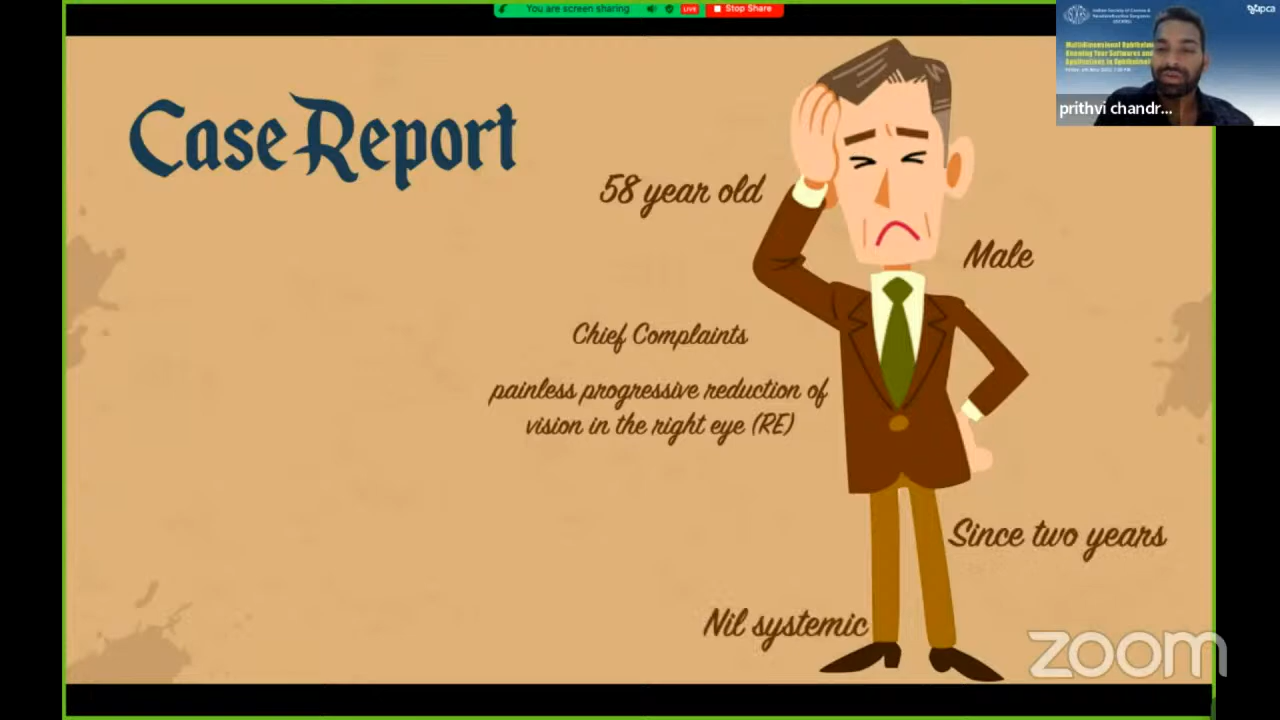 You are screen sharing
LIVE
Stop Share
Case Report
58 year old
Male
Chief Complaints
painless progressive reduction of
vision in the right eye (RE)
Since two years
Nil systemic
prithvi chandr...
zoom